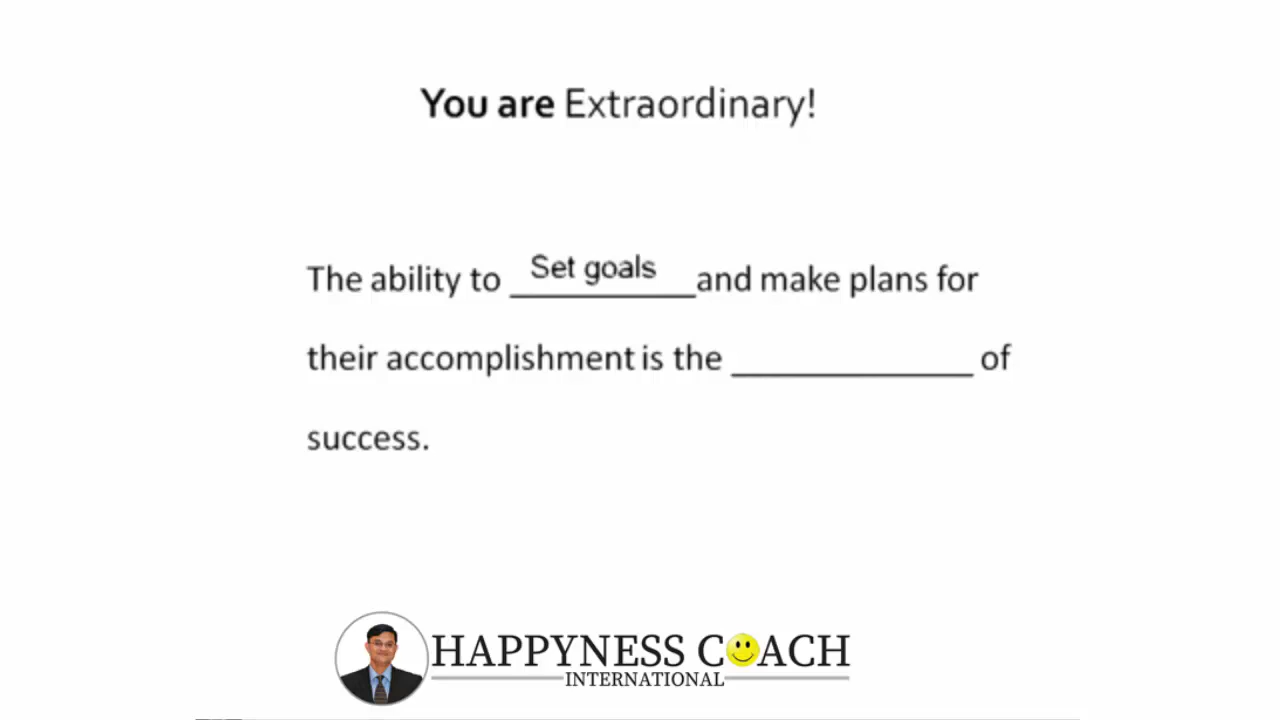 You are Extraordinary!
The ability to Set goals and make plans for
their accomplishment is the ______________ of
success.
HAPPYNESS COACH
INTERNATIONAL